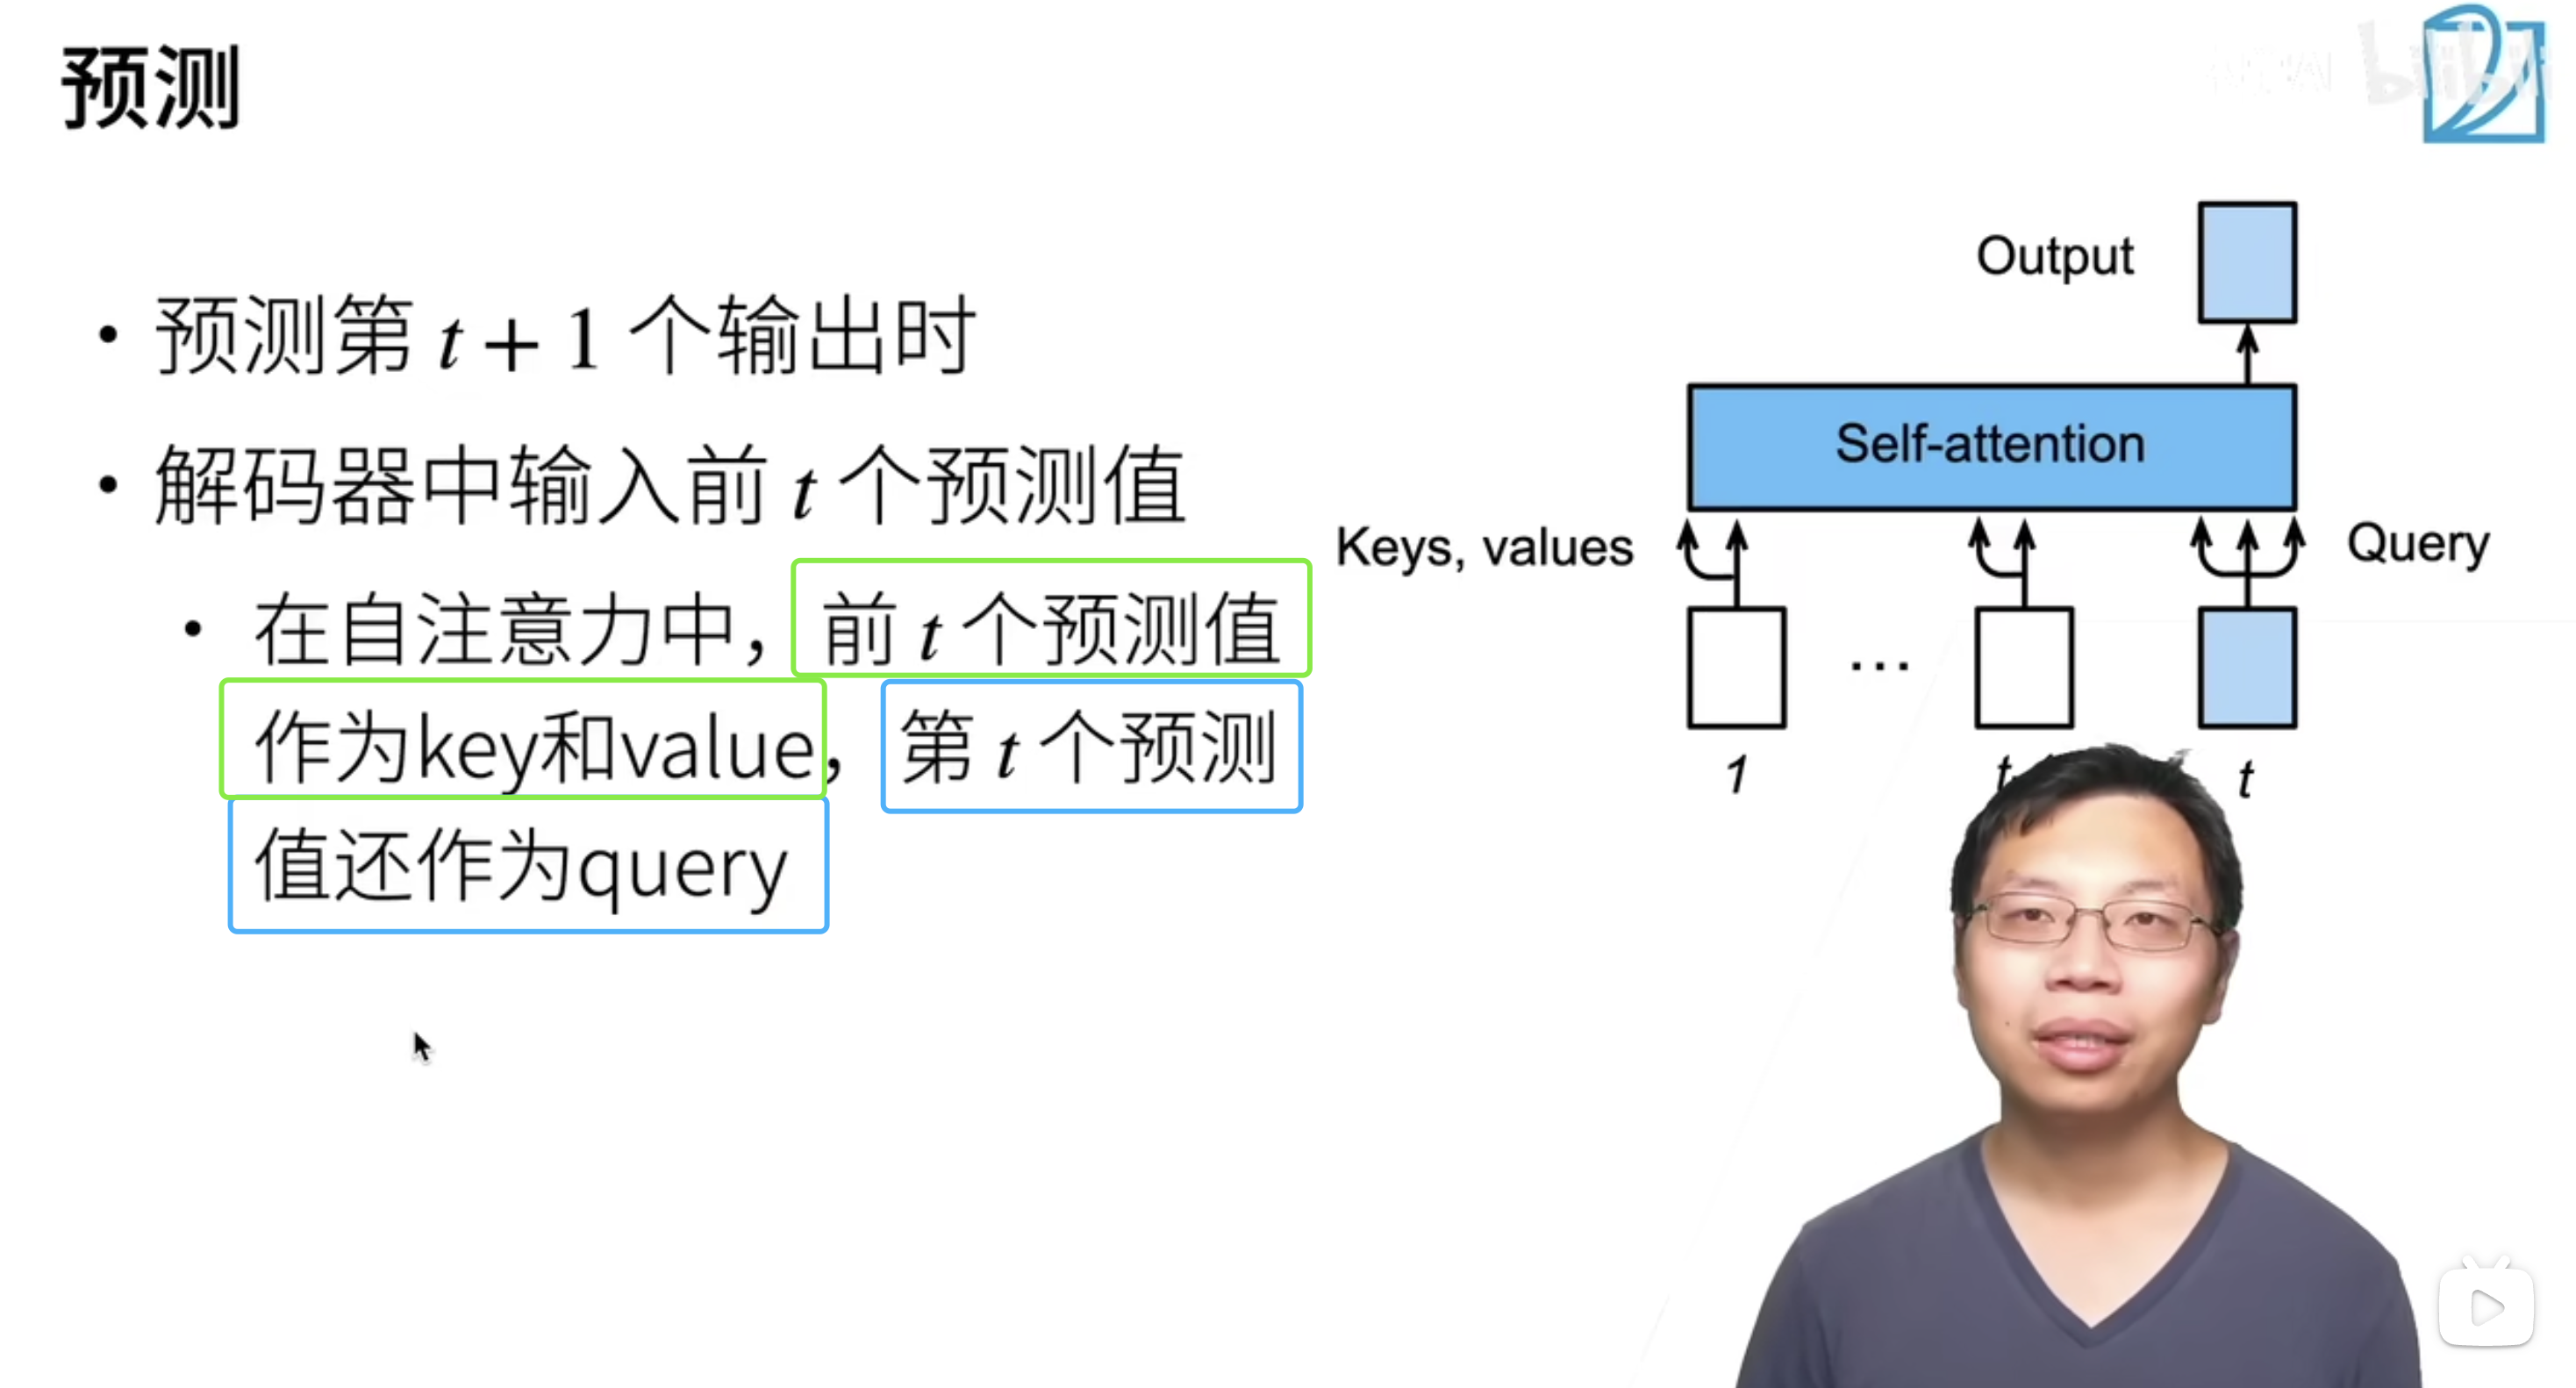 预测
• 预测第 t + 1 个输出时
• 解码器中输入前 t 个预测值
• 在自注意力中，前 t 个预测值
作为key和value，第 t 个预测
值还作为query
Output
Self-attention
Keys, values
Query
...
1
t
bilibili